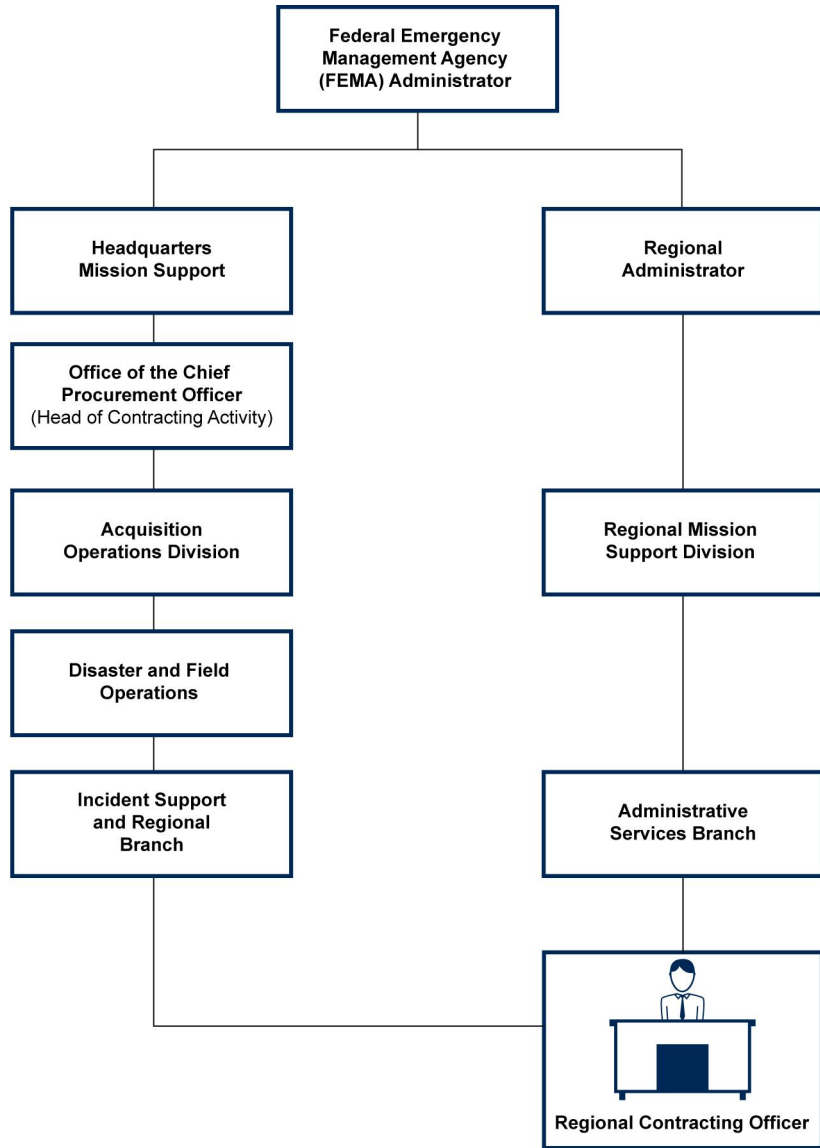 Federal Emergency
Management Agency
(FEMA) Administrator
Headquarters
Mission Support
Regional
Administrator
Office of the Chief
Procurement Officer
(Head of Contracting Activity)
Acquisition
Operations Division
Regional Mission
Support Division
Disaster and Field
Operations
Incident Support
and Regional
Branch
Administrative
Services Branch
Regional Contracting Officer